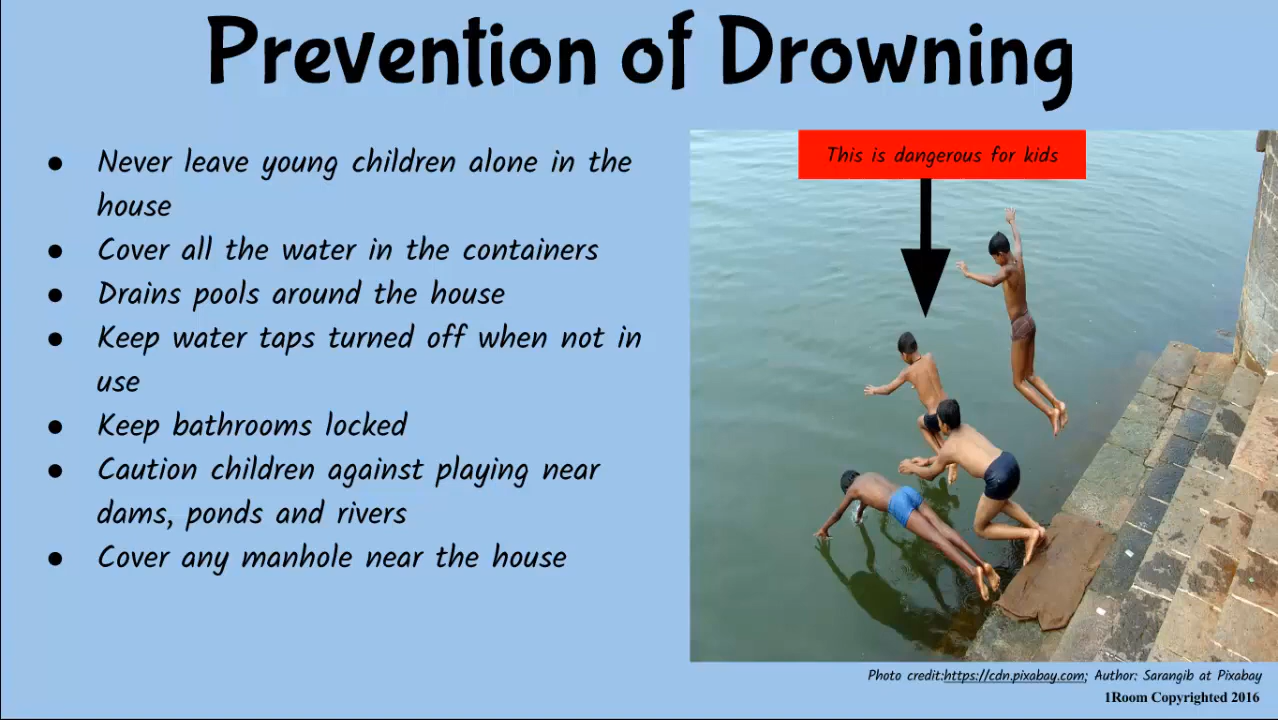 Prevention of Drowning
● Never leave young children alone in the
house
● Cover all the water in the containers
● Drains pools around the house
● Keep water taps turned off when not in
use
● Keep bathrooms locked
● Caution children against playing near
dams, ponds and rivers
● Cover any manhole near the house
This is dangerous for kids
Photo credit:https://cdn.pixabay.com; Author: Sarangib at Pixabay
1Room Copyrighted 2016